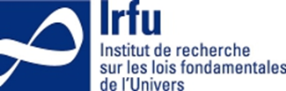 Irfu
Institut de recherche
sur les lois fondamentales
de l'Univers